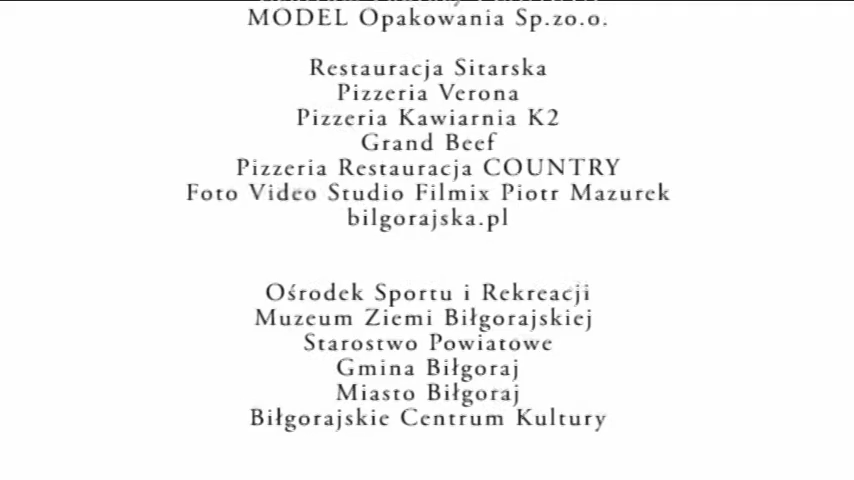 MODEL Opakowania Sp.zo.o.
Restauracja Sitarska
Pizzeria Verona
Pizzeria Kawiarnia K2
Grand Beef
Pizzeria Restauracja COUNTRY
Foto Video Studio Filmix Piotr Mazurek
bilgorajska.pl
Ośrodek Sportu i Rekreacji
Muzeum Ziemi Biłgorajskiej
Starostwo Powiatowe
Gmina Biłgoraj
Miasto Biłgoraj
Biłgorajskie Centrum Kultury